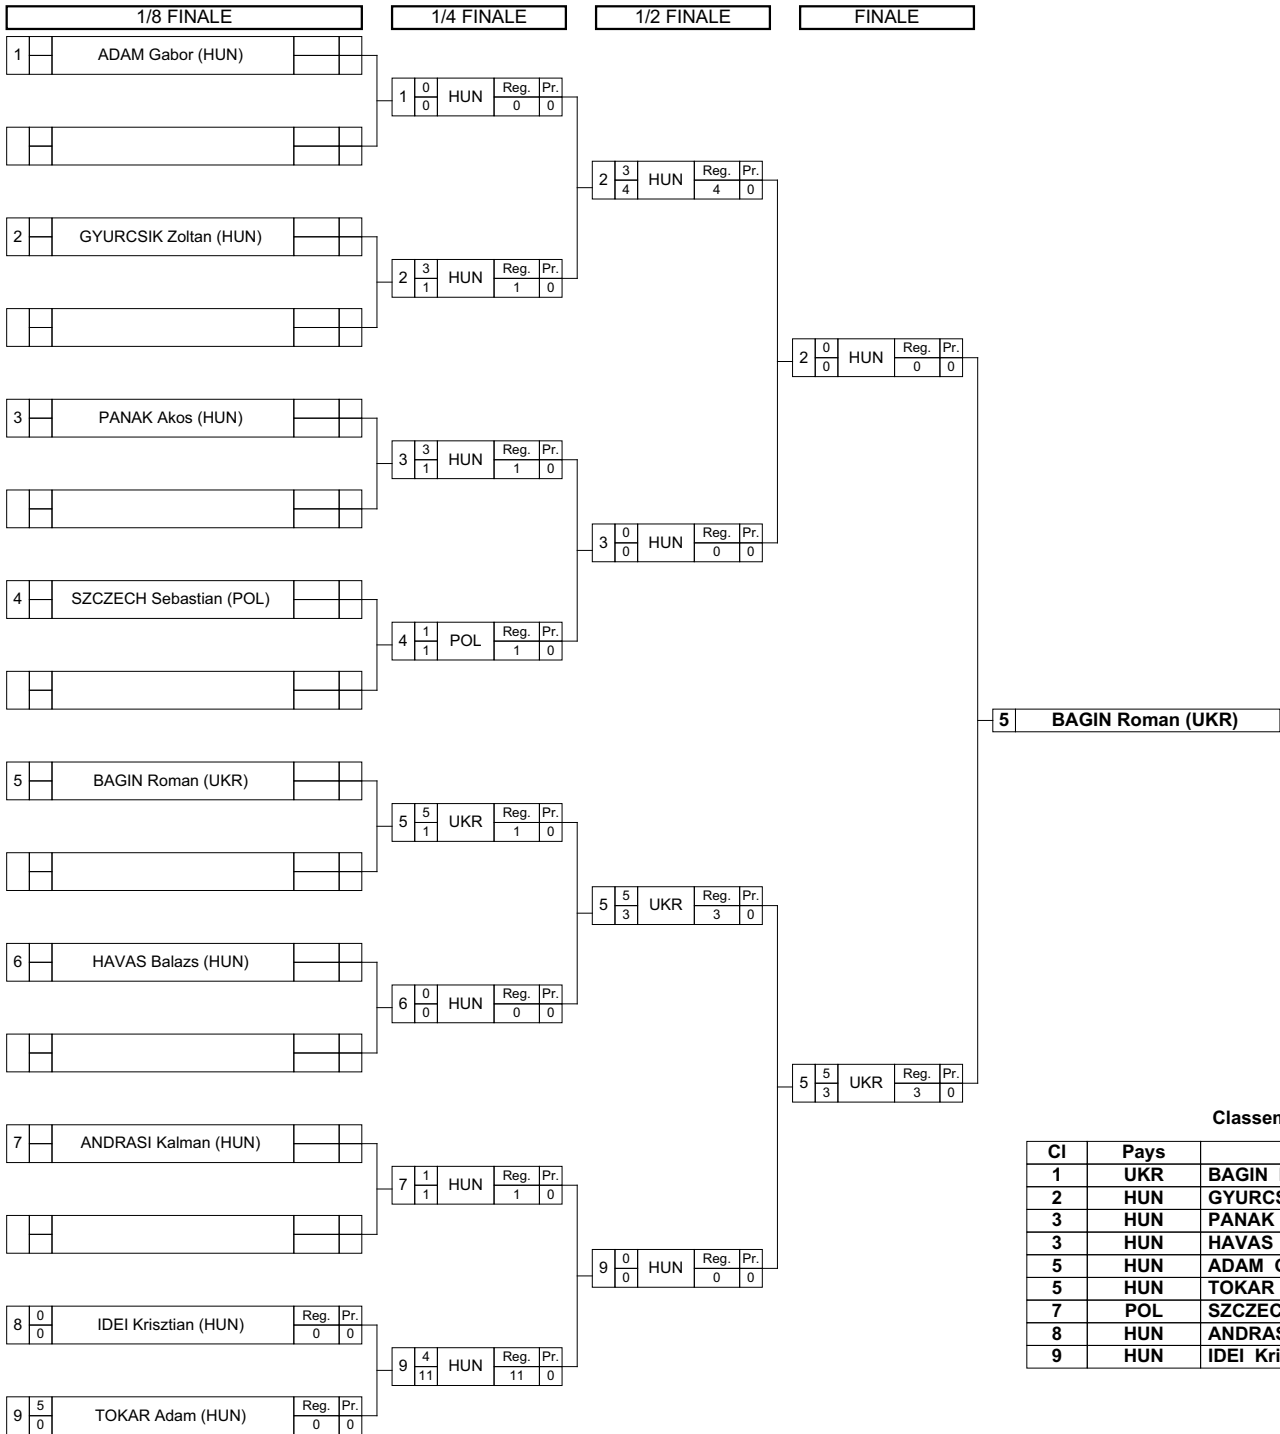 1/8 FINALE
1/4 FINALE
1/2 FINALE
FINALE
1 ADAM Gabor (HUN)
1 0 0 HUN Reg. Pr. 0 0
2 3 4 HUN Reg. Pr. 4 0
2 GYURCSIK Zoltan (HUN)
2 3 1 HUN Reg. Pr. 1 0
2 0 0 HUN Reg. Pr. 0 0
3 PANAK Akos (HUN)
3 3 1 HUN Reg. Pr. 1 0
3 0 0 HUN Reg. Pr. 0 0
4 SZCZECH Sebastian (POL)
4 1 1 POL Reg. Pr. 1 0
5 BAGIN Roman (UKR)
5 BAGIN Roman (UKR)
5 5 1 UKR Reg. Pr. 1 0
5 5 3 UKR Reg. Pr. 3 0
6 HAVAS Balazs (HUN)
6 0 0 HUN Reg. Pr. 0 0
5 5 3 UKR Reg. Pr. 3 0
7 ANDRASI Kalman (HUN)
7 1 1 HUN Reg. Pr. 1 0
9 0 0 HUN Reg. Pr. 0 0
8 0 0 IDEI Krisztian (HUN) Reg. Pr. 0 0
9 4 11 HUN Reg. Pr. 11 0
9 5 0 TOKAR Adam (HUN) Reg. Pr. 0 0
Cl Pays
1 UKR BAGIN
2 HUN
3 HUN PANAK
3 HUN HAVAS
5 HUN ADAM
5 HUN TOKAR
7 POL
8 HUN
9 HUN IDEI